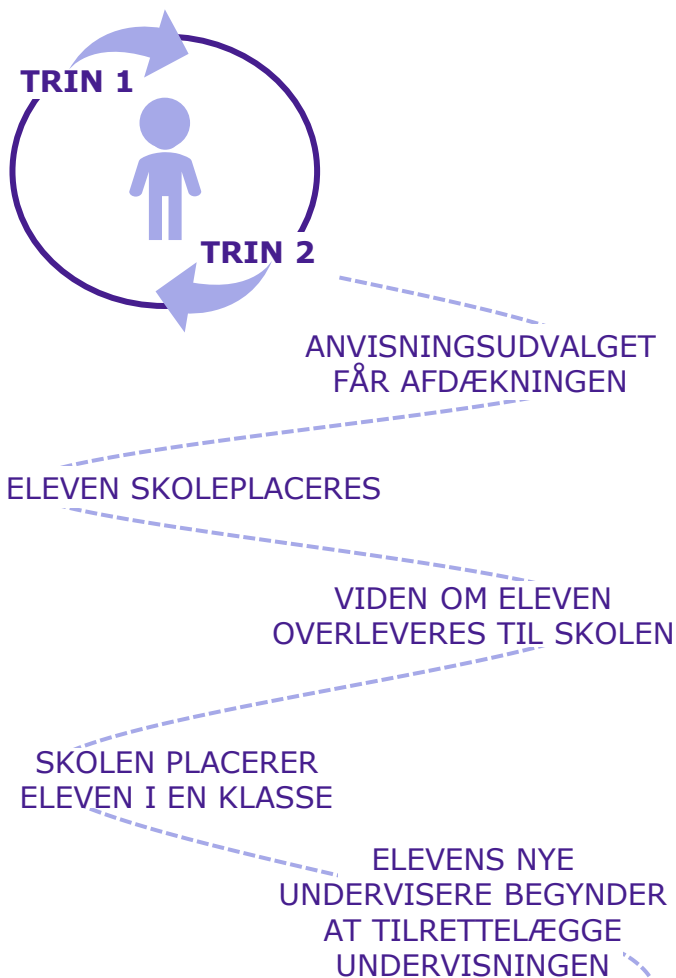 TRIN 1
TRIN 2
ANVISNINGSUDVALGET
FÅR AFDÆKNINGEN
ELEVEN SKOLEPLACERES
VIDEN OM ELEVEN
OVERLEVERES TIL SKOLEN
SKOLEN PLACERER
ELEVEN I EN KLASSE
ELEVENS NYE
UNDERVISERE BEGYNDER
AT TILRETTELÆGGE
UNDERVISNINGEN